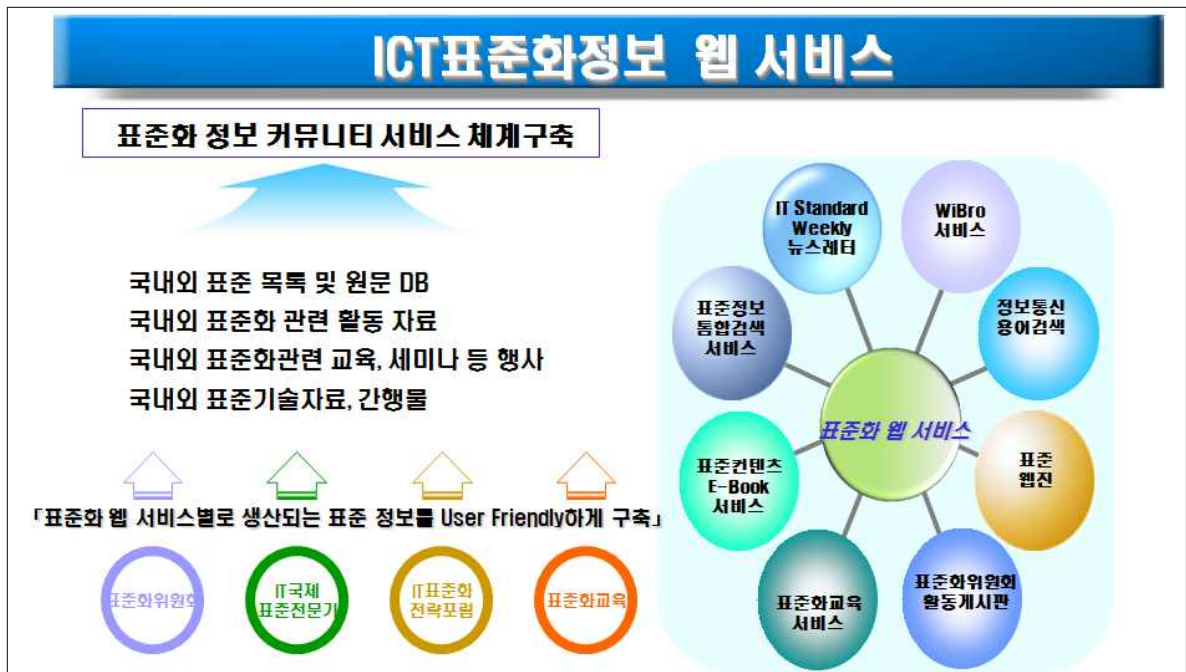 ICT표준화정보 웹 서비스
표준화 정보 커뮤니티 서비스 체계구축
국내외 표준 목록 및 원문 DB
국내외 표준화 관련 활동 자료
국내외 표준화관련 교육, 세미나 등 행사
국내외 표준기술자료, 간행물
「표준화 웹 서비스별로 생산되는 표준 정보를 User Friendly하게 구축」
표준화위원회
IT국제
표준전문가
IT표준화
전략포럼
표준화교육
IT Standard
Weekly
뉴스레터
WiBro
서비스
표준정보
통합검색
서비스
정보통신
용어검색
표준화 웹 서비스
표준컨텐츠
E-Book
서비스
표준
웹진
표준화교육
서비스
표준화위원회
활동게시판